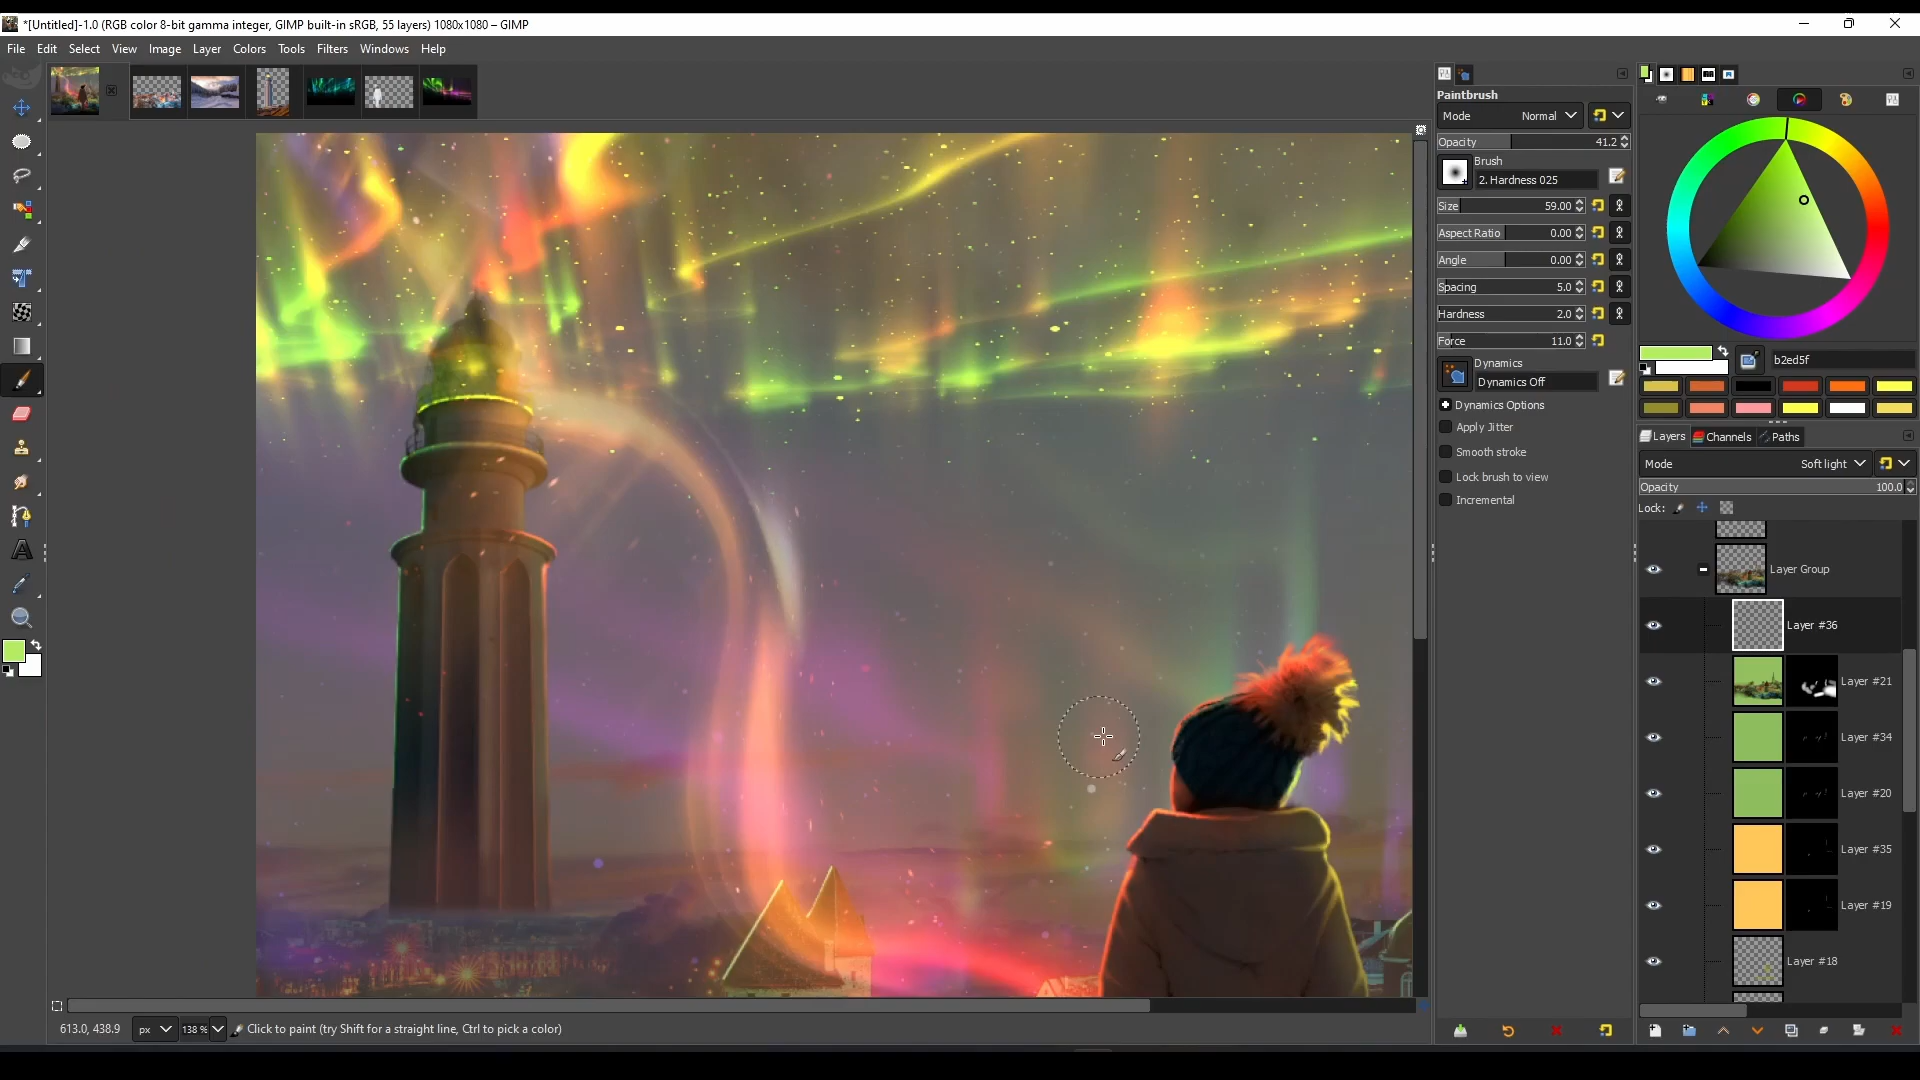 *[Untitled]-1.0 (RGB color 8-bit gamma integer, GIMP built-in sRGB, 55 layers) 1080x1080 – GIMP
File Edit Select View Image Layer Colors Tools Filters Windows Help
Paintbrush
Mode Normal
Opacity 41.2
Brush
2. Hardness 025
Size 59.00
Aspect Ratio 0.00
Angle 0.00
Spacing 5.0
Hardness 2.0
Force 11.0
Dynamics
Dynamics Off
Dynamics Options
Apply Jitter
Smooth stroke
Lock brush to view
Incremental
b2ed5f
Layers Channels Paths
Mode Soft light
Opacity 100.0
Lock:
Layer Group
Layer #36
Layer #21
Layer #34
Layer #20
Layer #35
Layer #19
Layer #18
613.0, 438.9 px 138 % Click to paint (try Shift for a straight line, Ctrl to pick a color)